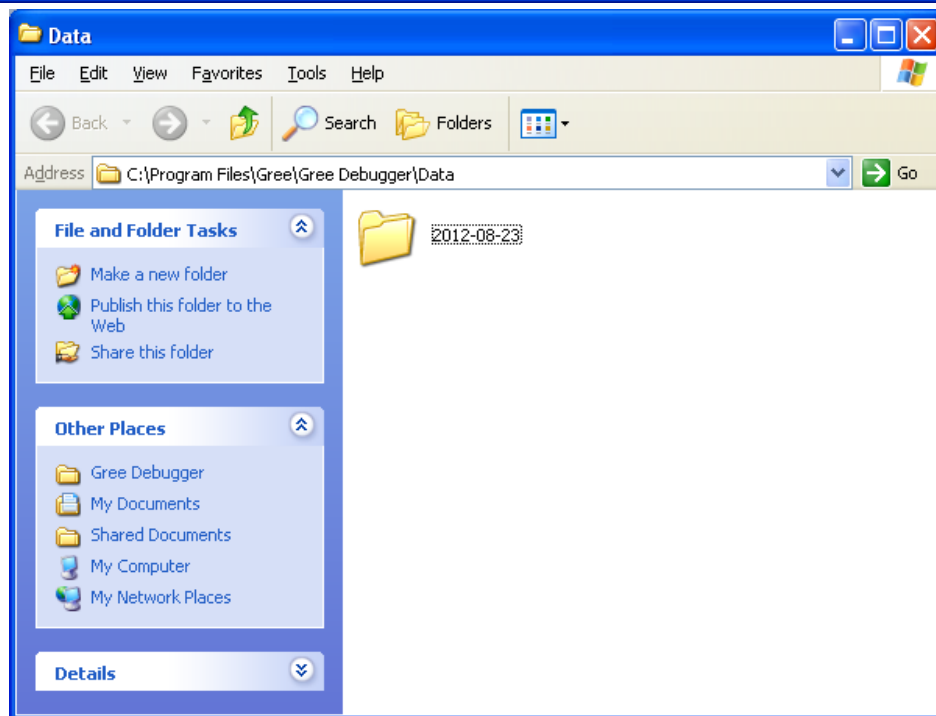 Data
File Edit View Favorites Tools Help
Back Search Folders
Address C:\Program Files\Gree\Gree Debugger\Data Go
File and Folder Tasks
Make a new folder
Publish this folder to the
Web
Share this folder
Other Places
Gree Debugger
My Documents
Shared Documents
My Computer
My Network Places
Details
2012-08-23